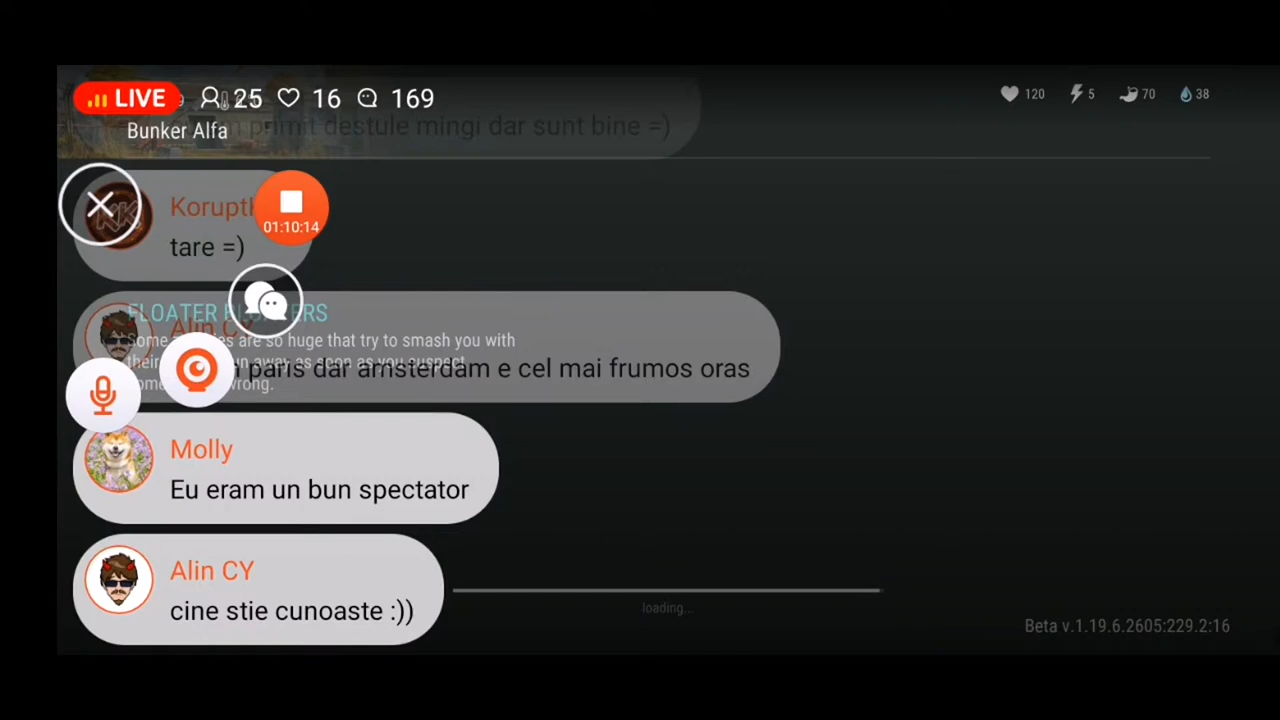 LIVE 25 16 169
120 5 70 38
primit destule mingi dar sunt bine =)
Bunker Alfa
tare =)
01:10:14
FLOATER
Alin CY
Some are so huge that try to smash you with
away as soon as you suspect
paris dar amsterdam e cel mai frumos oras
wrong.
Molly
Eu eram un bun spectator
Alin CY
cine stie cunoaste :))
loading...
Beta v.1.19.6.2605:229.2:16